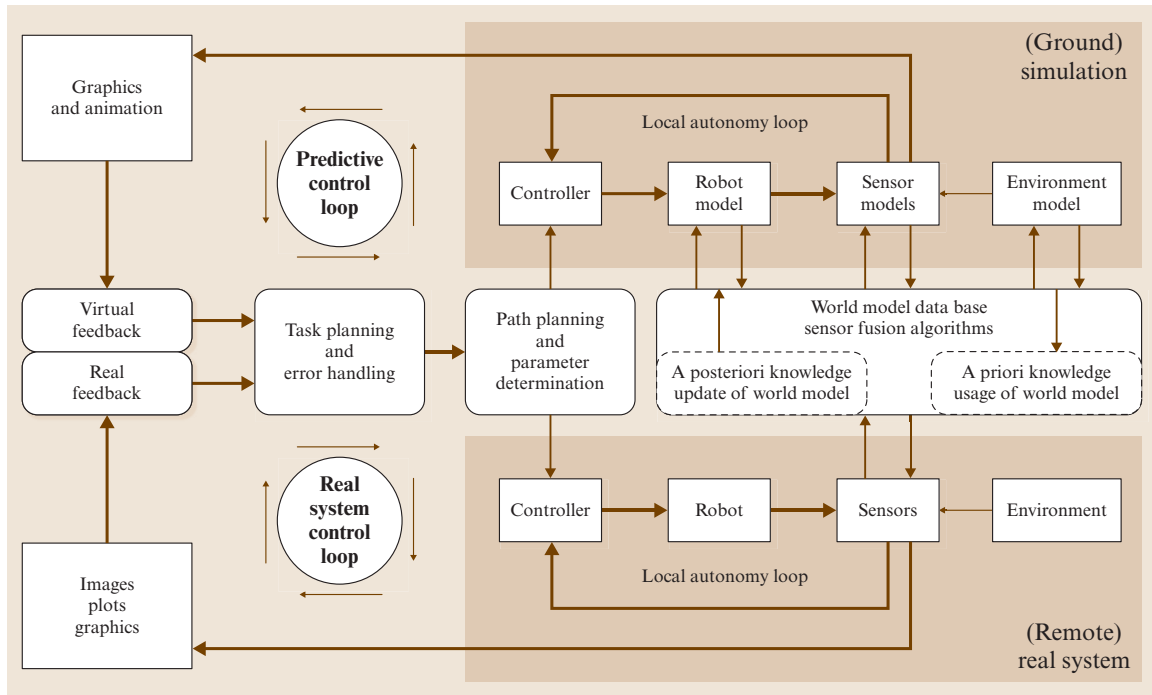 (Ground)
simulation
Graphics
and animation
Local autonomy loop
Predictive
control
loop
Controller
Robot
model
Sensor
models
Environment
model
Virtual
feedback
Real
feedback
Task planning
and
error handling
Path planning
and
parameter
determination
World model data base
sensor fusion algorithms
A posteriori knowledge
update of world model
A priori knowledge
usage of world model
Real
system
control
loop
Controller
Robot
Sensors
Environment
Local autonomy loop
Images
plots
graphics
(Remote)
real system